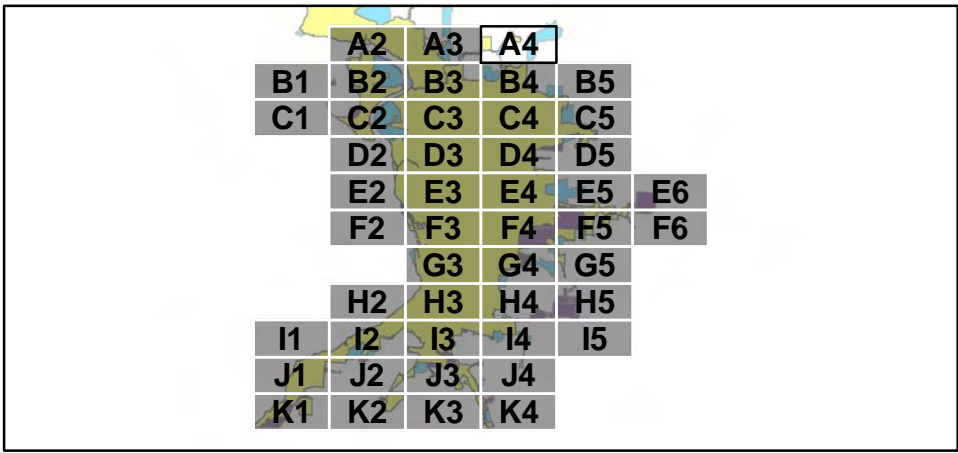 A2 A3 A4
B1 B2 B3 B4 B5
C1 C2 C3 C4 C5
D2 D3 D4 D5
E2 E3 E4 E5 E6
F2 F3 F4 F5 F6
G3 G4 G5
H2 H3 H4 H5
I1 I2 I3 I4 I5
J1 J2 J3 J4
K1 K2 K3 K4